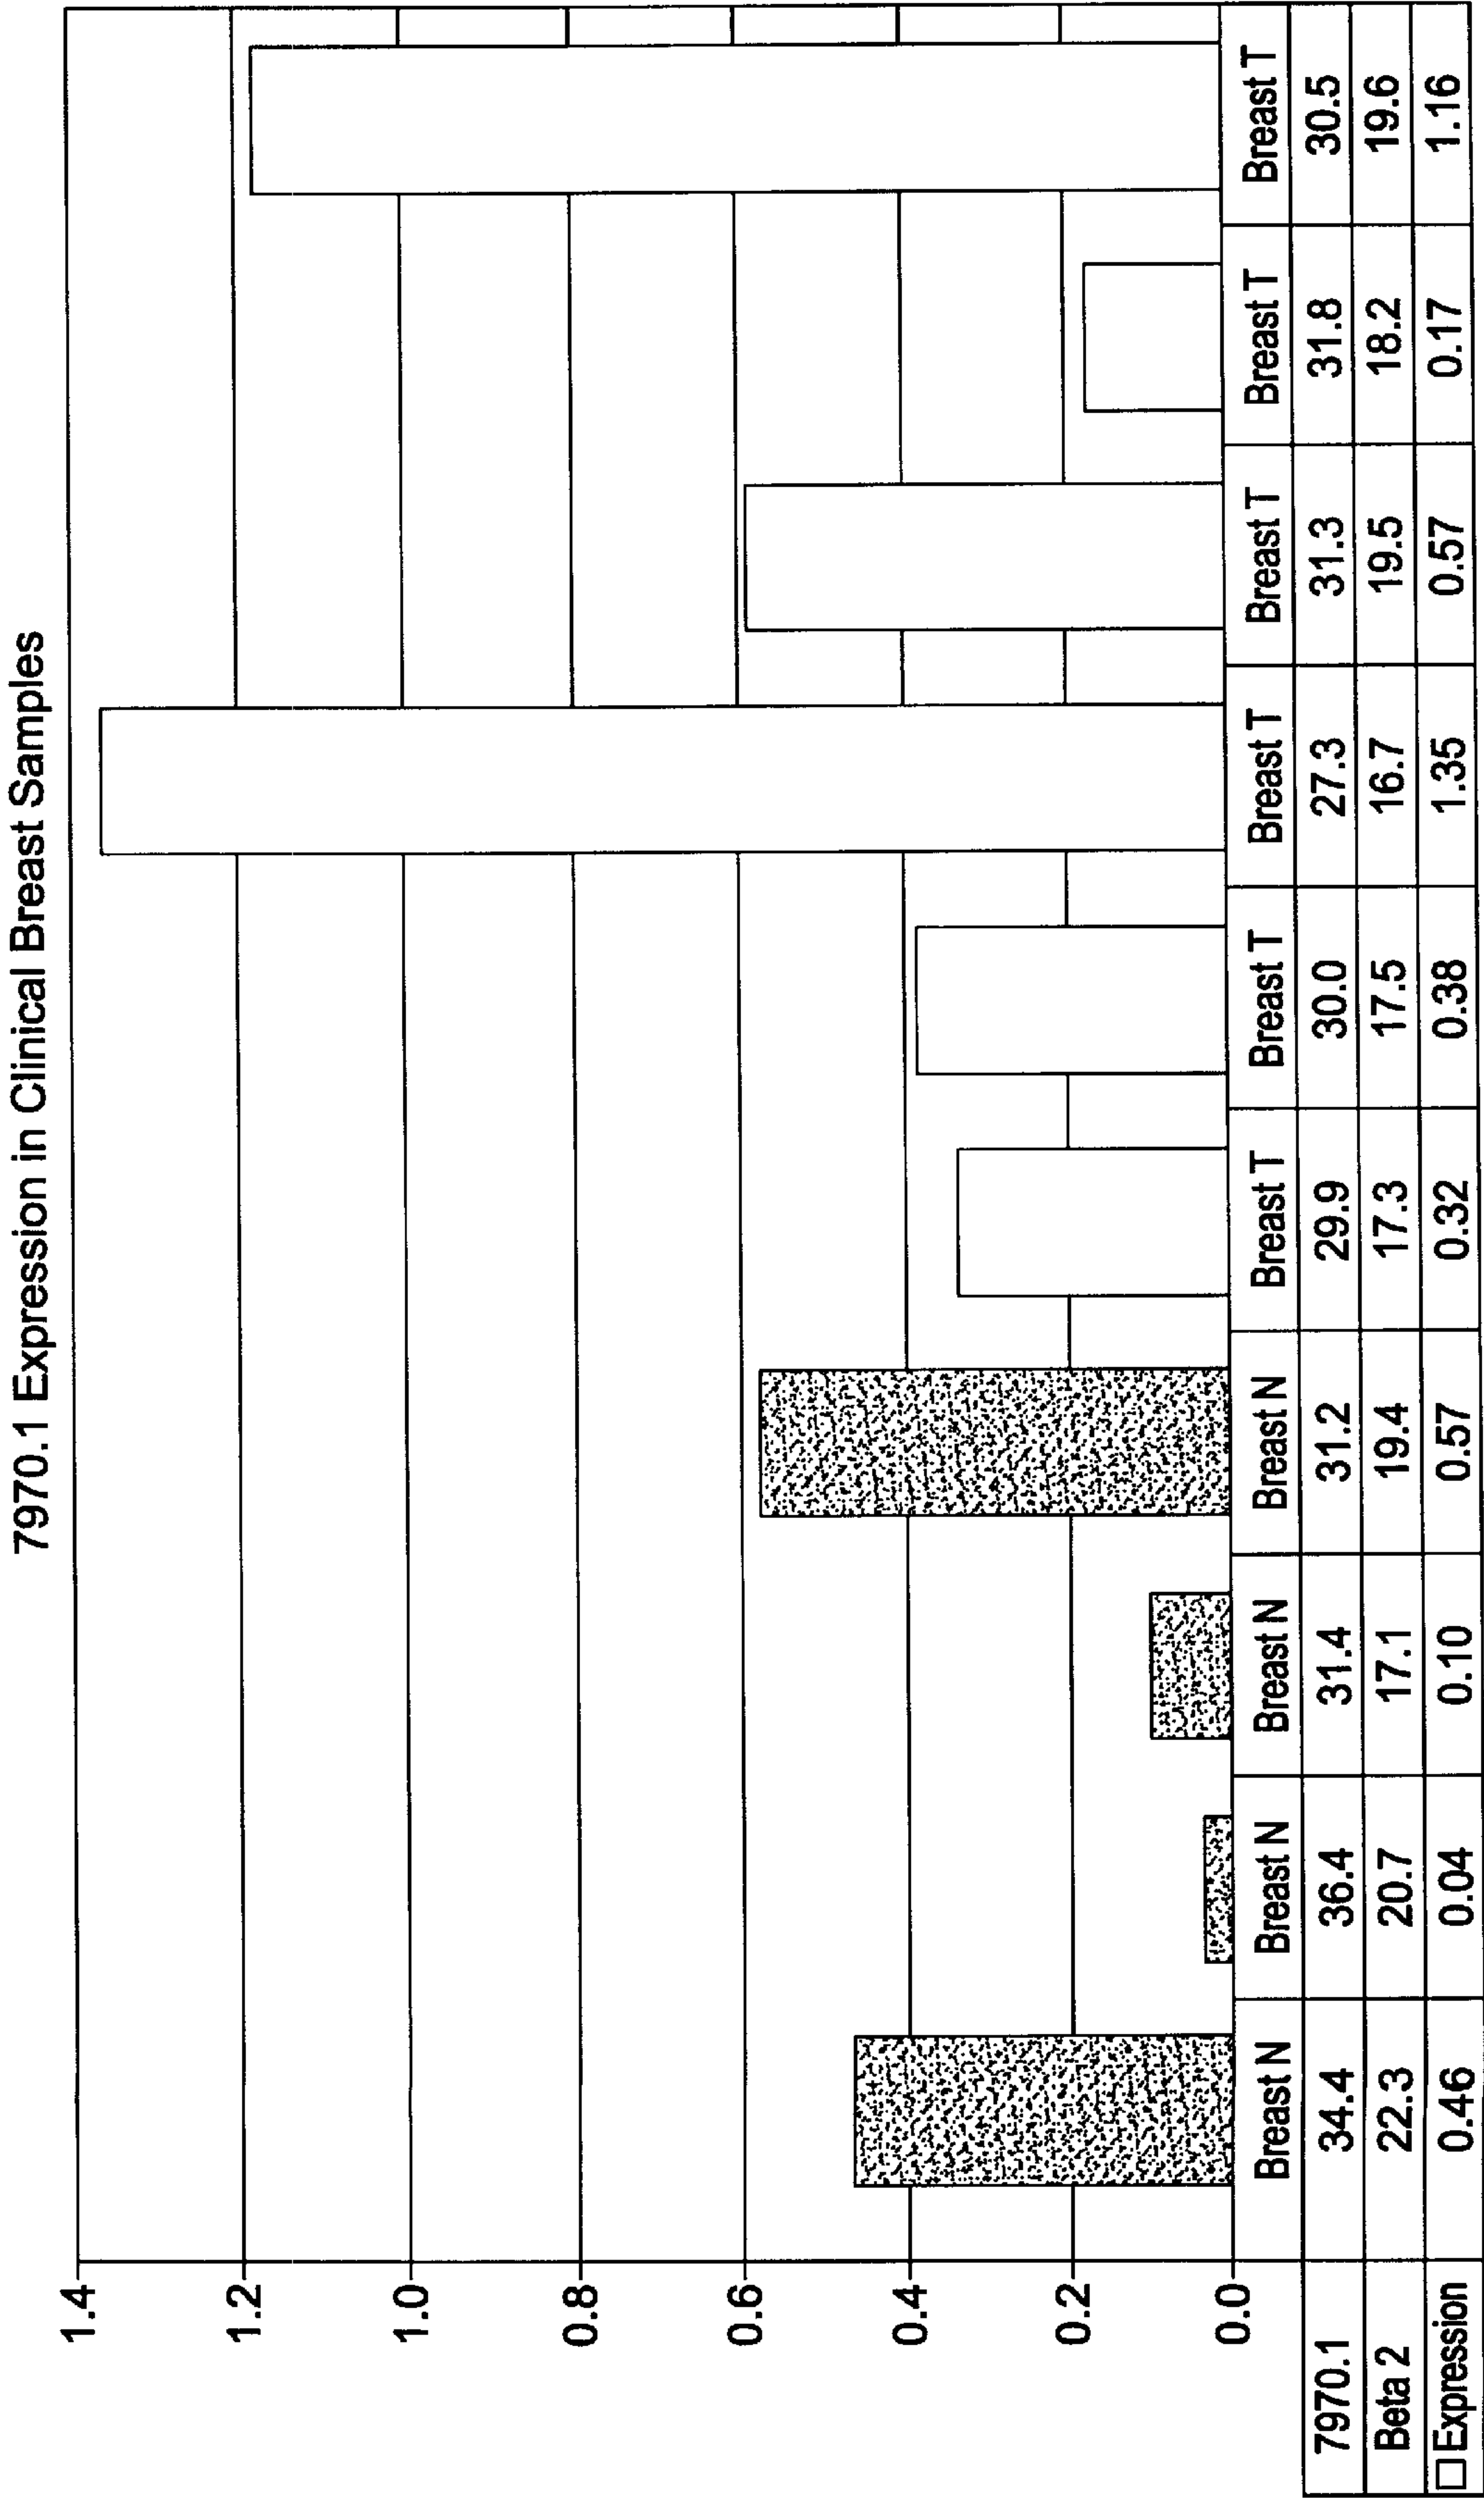 7970.1 Expression in Clinical Breast Samples
1.4
1.2
1.0
0.8
0.6
0.4
0.2
0.0
Breast N Breast N Breast N Breast N Breast T Breast T Breast T Breast T Breast T Breast T
7970.1 34.4 36.4 31.4 31.2 29.9 30.0 27.3 31.3 31.8 30.5
Beta 2 22.3 20.7 17.1 19.4 17.3 17.5 16.7 19.5 18.2 19.6
Expression 0.46 0.04 0.10 0.57 0.32 0.38 1.35 0.57 0.17 1.16